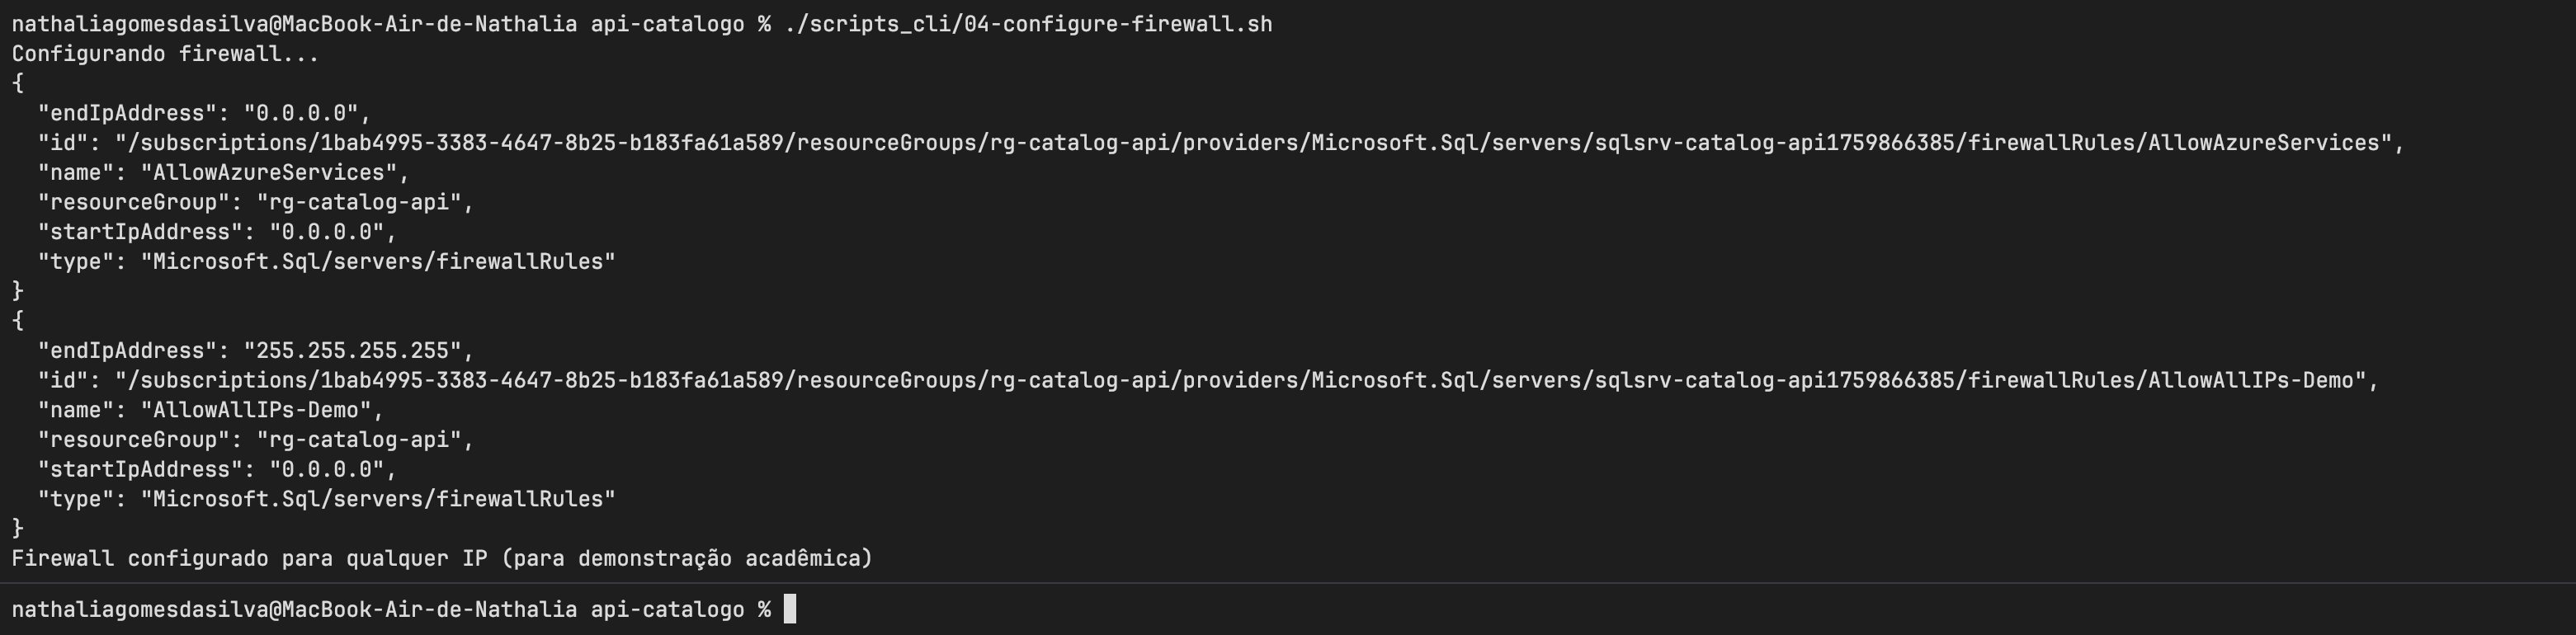 nathaliagomesdasilva@MacBook-Air-de-Nathalia api-catalogo % ./scripts_cli/04-configure-firewall.sh
Configurando firewall...
{
  "endIpAddress": "0.0.0.0",
  "id": "/subscriptions/1bab4995-3383-4647-8b25-b183fa61a589/resourceGroups/rg-catalog-api/providers/Microsoft.Sql/servers/sqlsrv-catalog-api1759866385/firewallRules/AllowAzureServices",
  "name": "AllowAzureServices",
  "resourceGroup": "rg-catalog-api",
  "startIpAddress": "0.0.0.0",
  "type": "Microsoft.Sql/servers/firewallRules"
}
{
  "endIpAddress": "255.255.255.255",
  "id": "/subscriptions/1bab4995-3383-4647-8b25-b183fa61a589/resourceGroups/rg-catalog-api/providers/Microsoft.Sql/servers/sqlsrv-catalog-api1759866385/firewallRules/AllowAllIPs-Demo",
  "name": "AllowAllIPs-Demo",
  "resourceGroup": "rg-catalog-api",
  "startIpAddress": "0.0.0.0",
  "type": "Microsoft.Sql/servers/firewallRules"
}
Firewall configurado para qualquer IP (para demonstração acadêmica)
nathaliagomesdasilva@MacBook-Air-de-Nathalia api-catalogo %